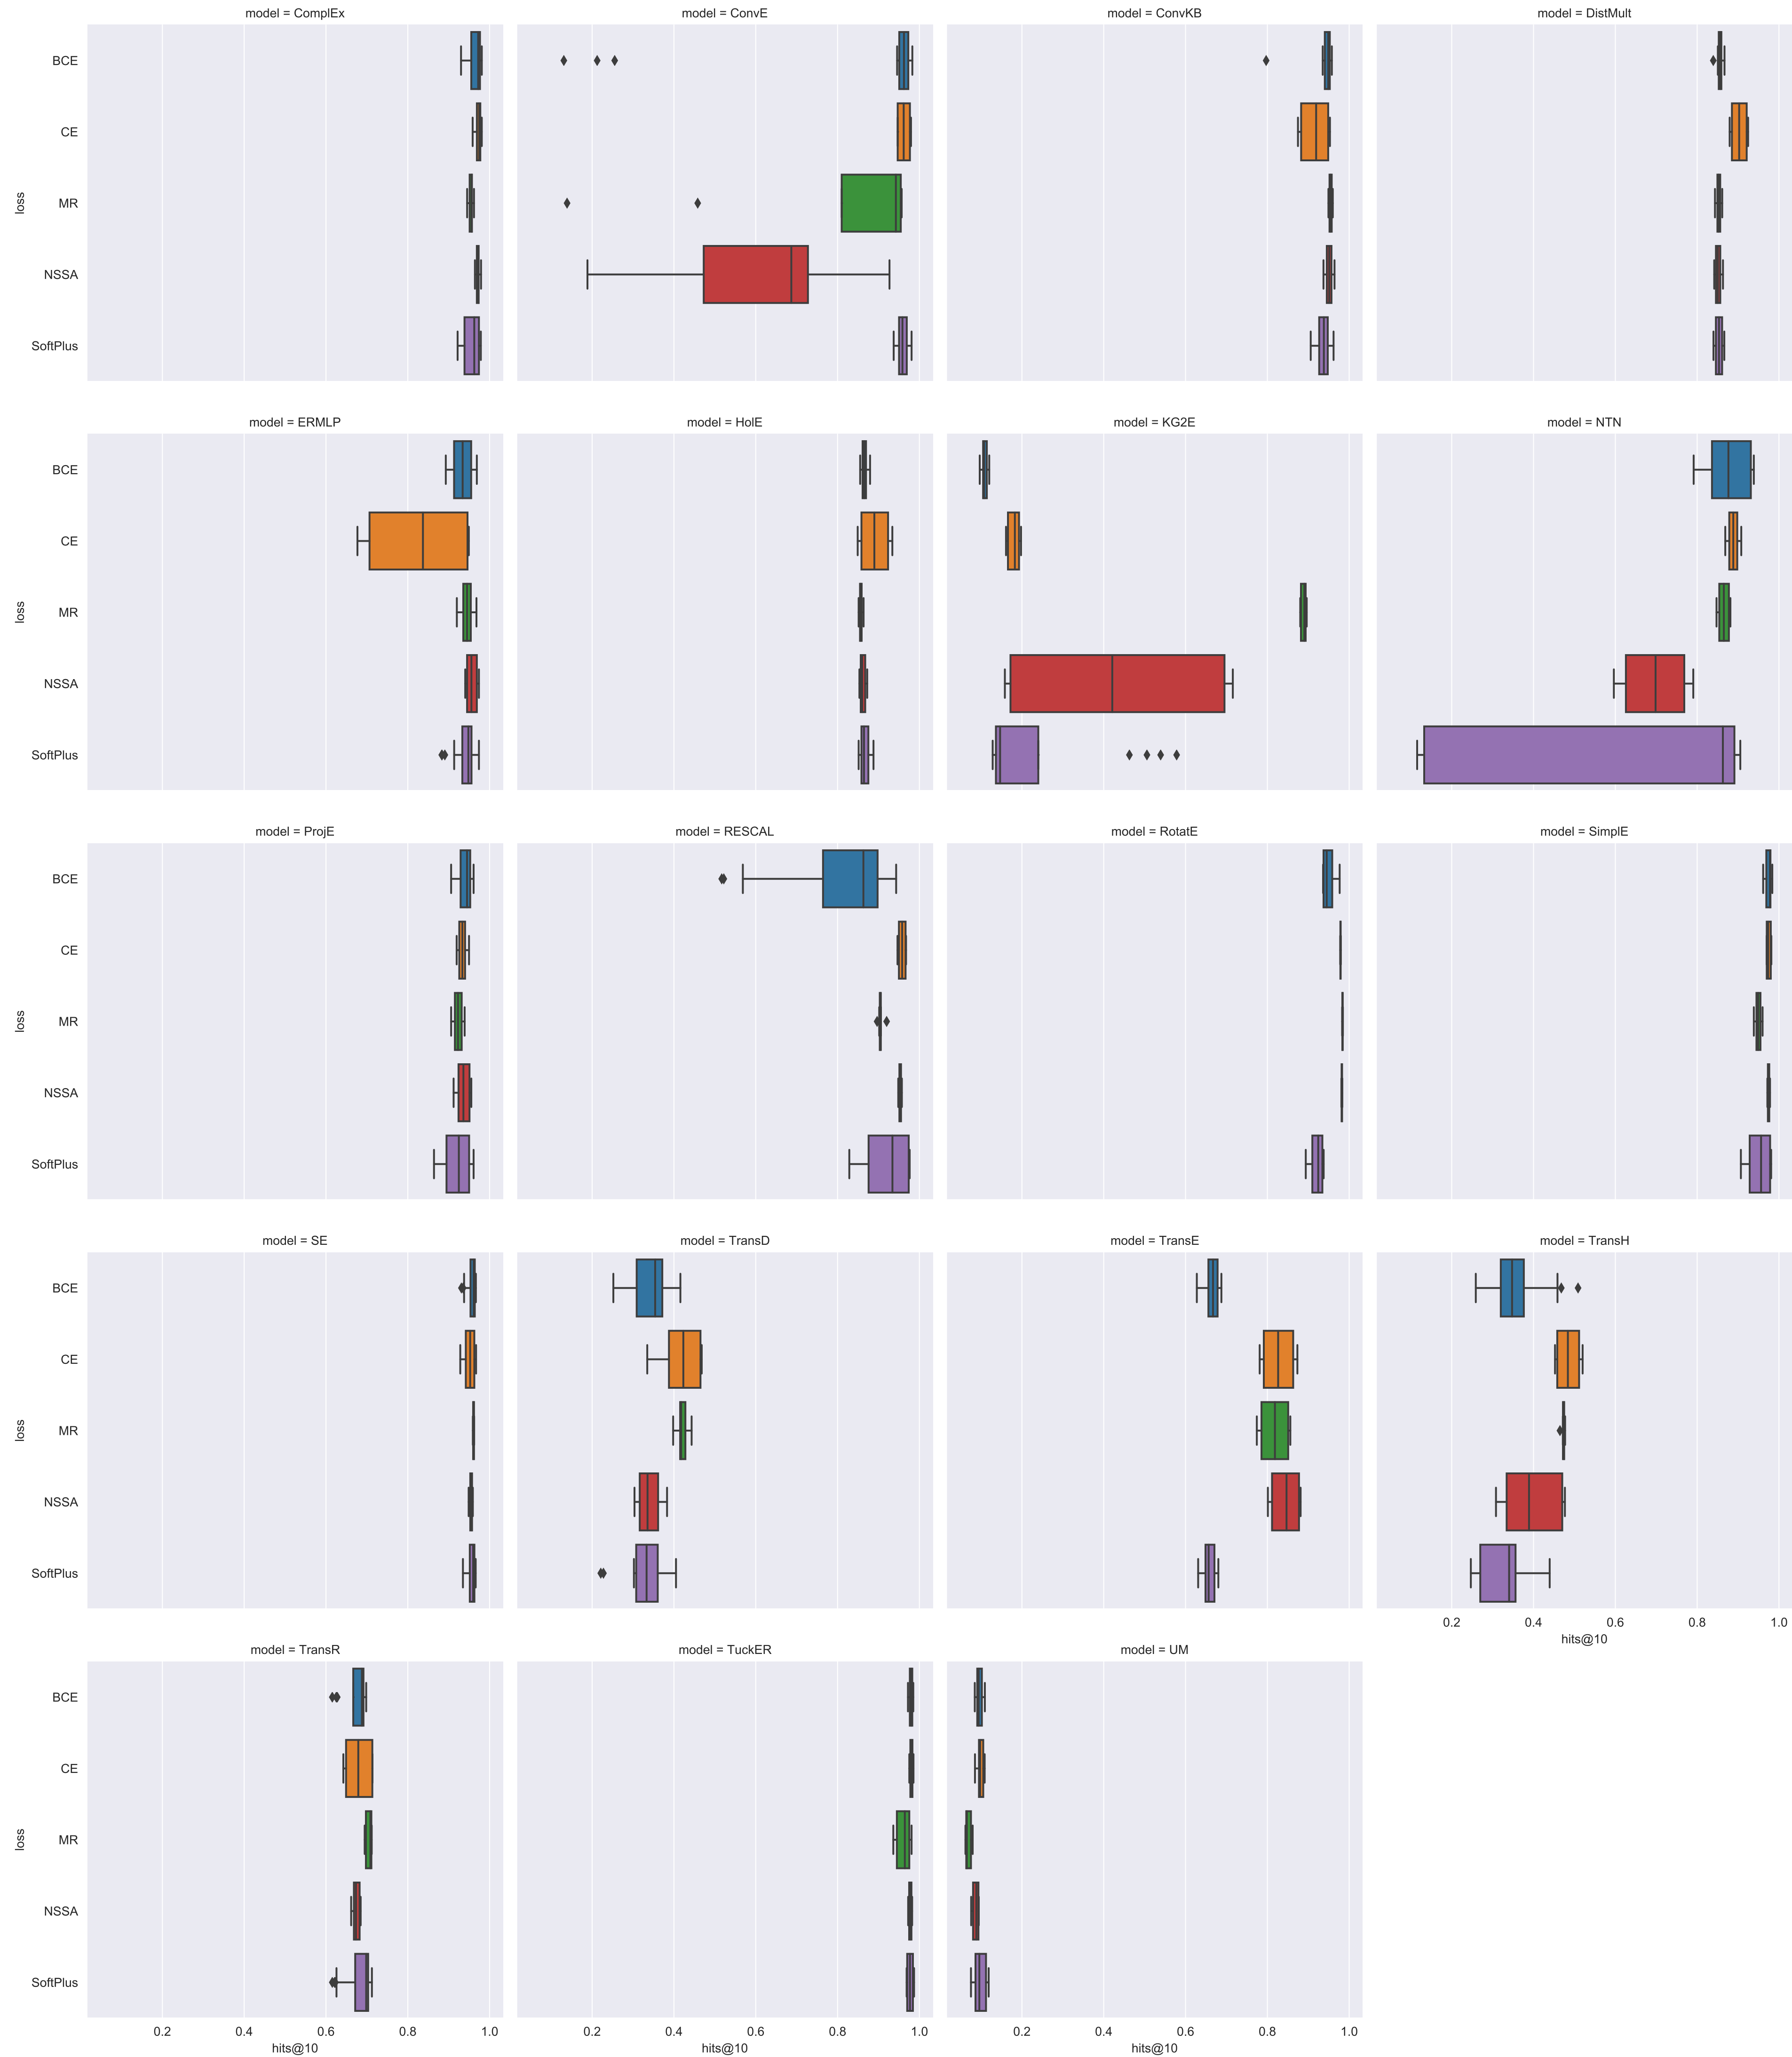 model = ComplEx
model = ConvE
model = ConvKB
model = DistMult
loss
BCE
CE
MR
NSSA
SoftPlus
model = ERMLP
model = HolE
model = KG2E
model = NTN
loss
BCE
CE
MR
NSSA
SoftPlus
model = ProjE
model = RESCAL
model = RotatE
model = SimplE
loss
BCE
CE
MR
NSSA
SoftPlus
model = SE
model = TransD
model = TransE
model = TransH
loss
BCE
CE
MR
NSSA
SoftPlus
0.2 0.4 0.6 0.8 1.0
hits@10
model = TransR
model = TuckER
model = UM
loss
BCE
CE
MR
NSSA
SoftPlus
0.2 0.4 0.6 0.8 1.0
hits@10
0.2 0.4 0.6 0.8 1.0
hits@10
0.2 0.4 0.6 0.8 1.0
hits@10